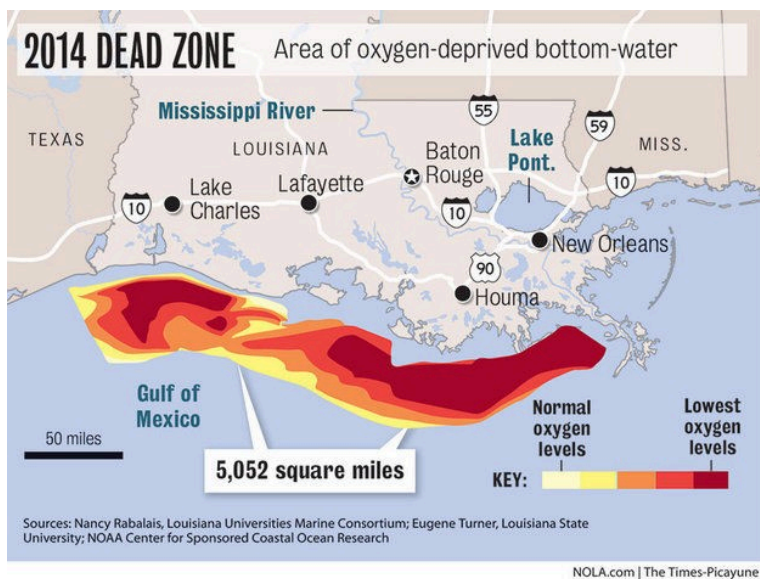 2014 DEAD ZONE
Area of oxygen-deprived bottom-water
Mississippi River
55
59
TEXAS
LOUISIANA
Baton
Rouge
Lake
Pont.
MISS.
10
Lake
Charles
Lafayette
10
10
New Orleans
90
Houma
Gulf of
Mexico
50 miles
5,052 square miles
Normal
oxygen
levels
Lowest
oxygen
levels
KEY:
Sources: Nancy Rabalais, Louisiana Universities Marine Consortium; Eugene Turner, Louisiana State
University; NOAA Center for Sponsored Coastal Ocean Research
NOLA.com | The Times-Picayune